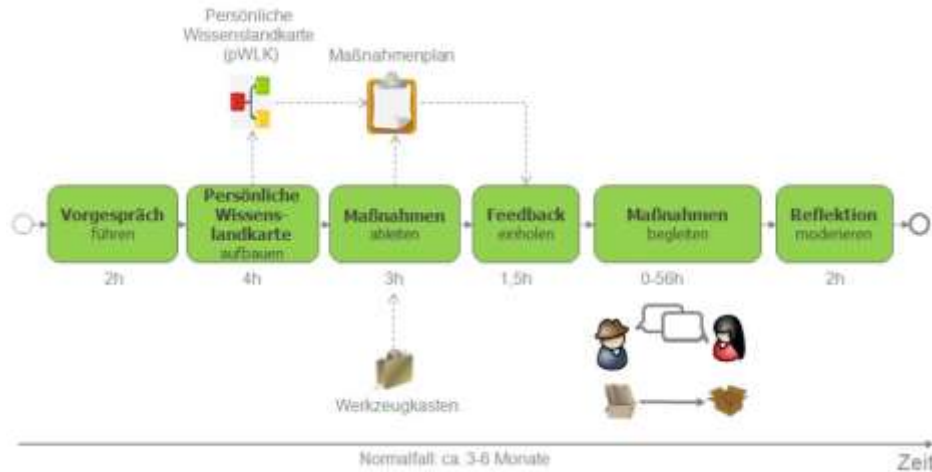 Persönliche
Wissenslandkarte
(pWLK)
Maßnahmenplan
Vorgespräch
führen
Persönliche
Wissens-
landkarte
aufbauen
Maßnahmen
ableiten
Feedback
einholen
Maßnahmen
begleiten
Reflektion
moderieren
2h
4h
3h
1,5h
0-56h
2h
Werkzeugkasten
Normalfall: ca. 3-6 Monate
Zeit